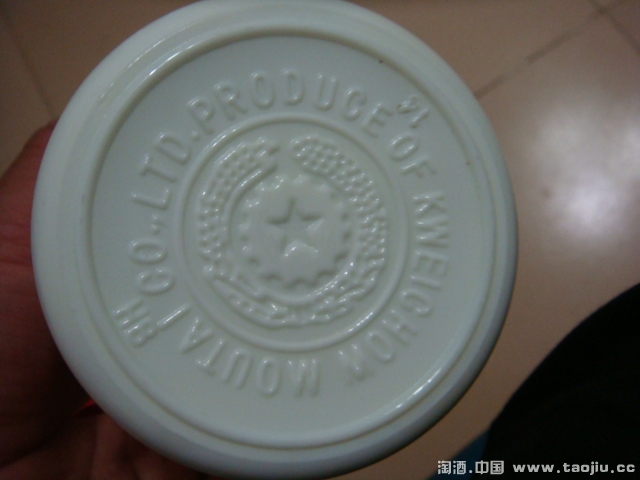 PRODUCE OF KWEICHOW MOUTAI CO., LTD.
淘酒.中国 www.taojiu.cc